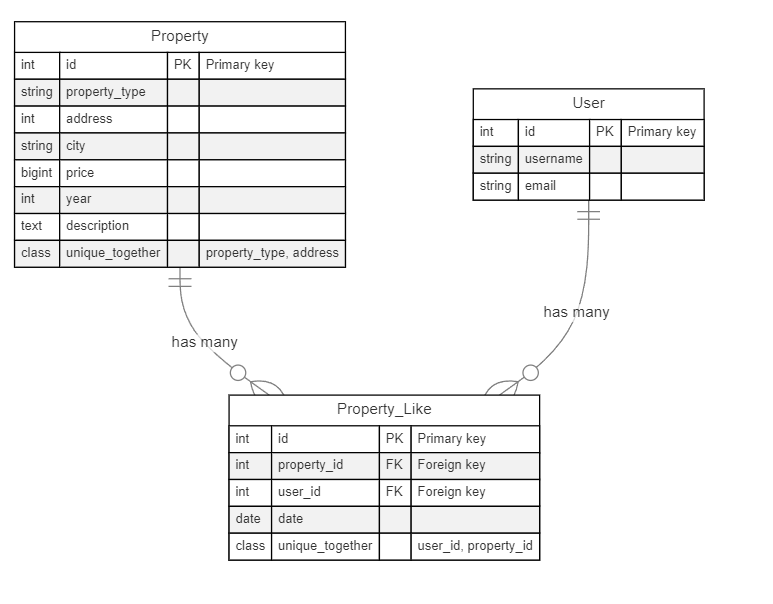 Property
int id PK Primary key
string property_type
int address
string city
bigint price
int year
text description
class unique_together property_type, address
User
int id PK Primary key
string username
string email
has many
has many
Property_Like
int id PK Primary key
int property_id FK Foreign key
int user_id FK Foreign key
date date
class unique_together user_id, property_id